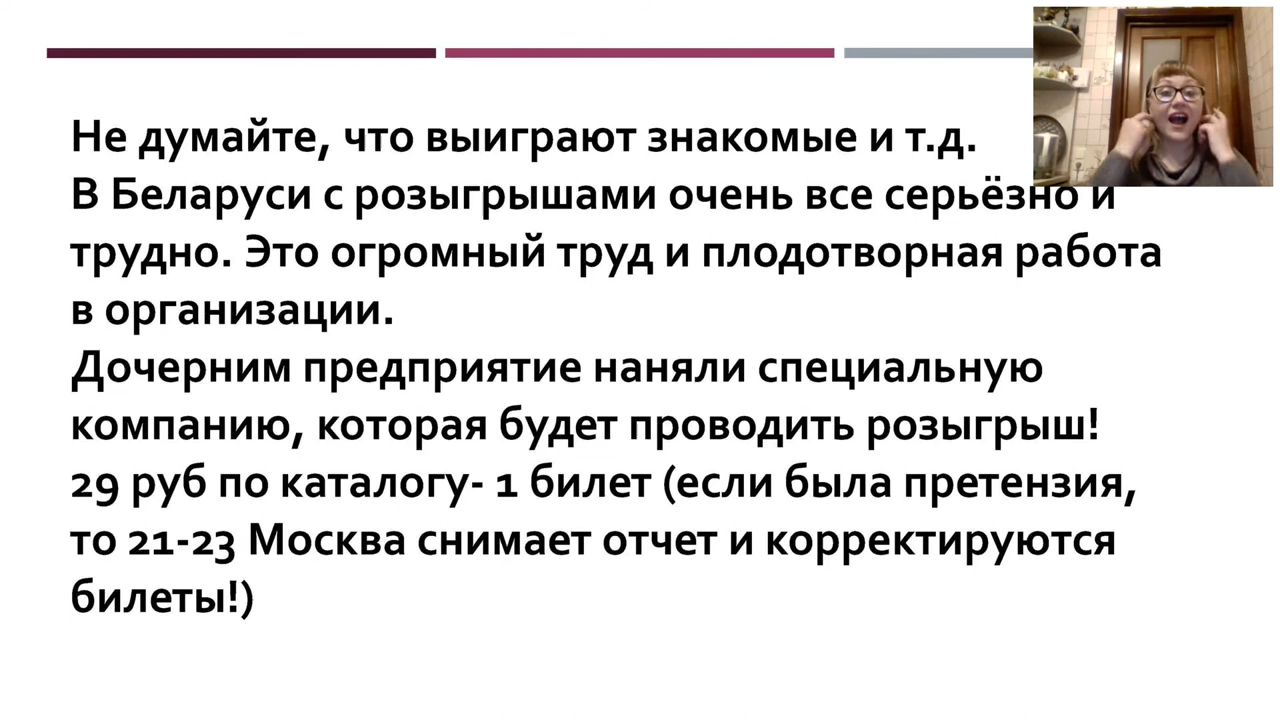 Не думайте, что выиграют знакомые и т.д.
В Беларуси с розыгрышами очень все серьёзно и
трудно. Это огромный труд и плодотворная работа
в организации.
Дочерним предприятие наняли специальную
компанию, которая будет проводить розыгрыш!
29 руб по каталогу- 1 билет (если была претензия,
то 21-23 Москва снимает отчет и корректируются
билеты!)